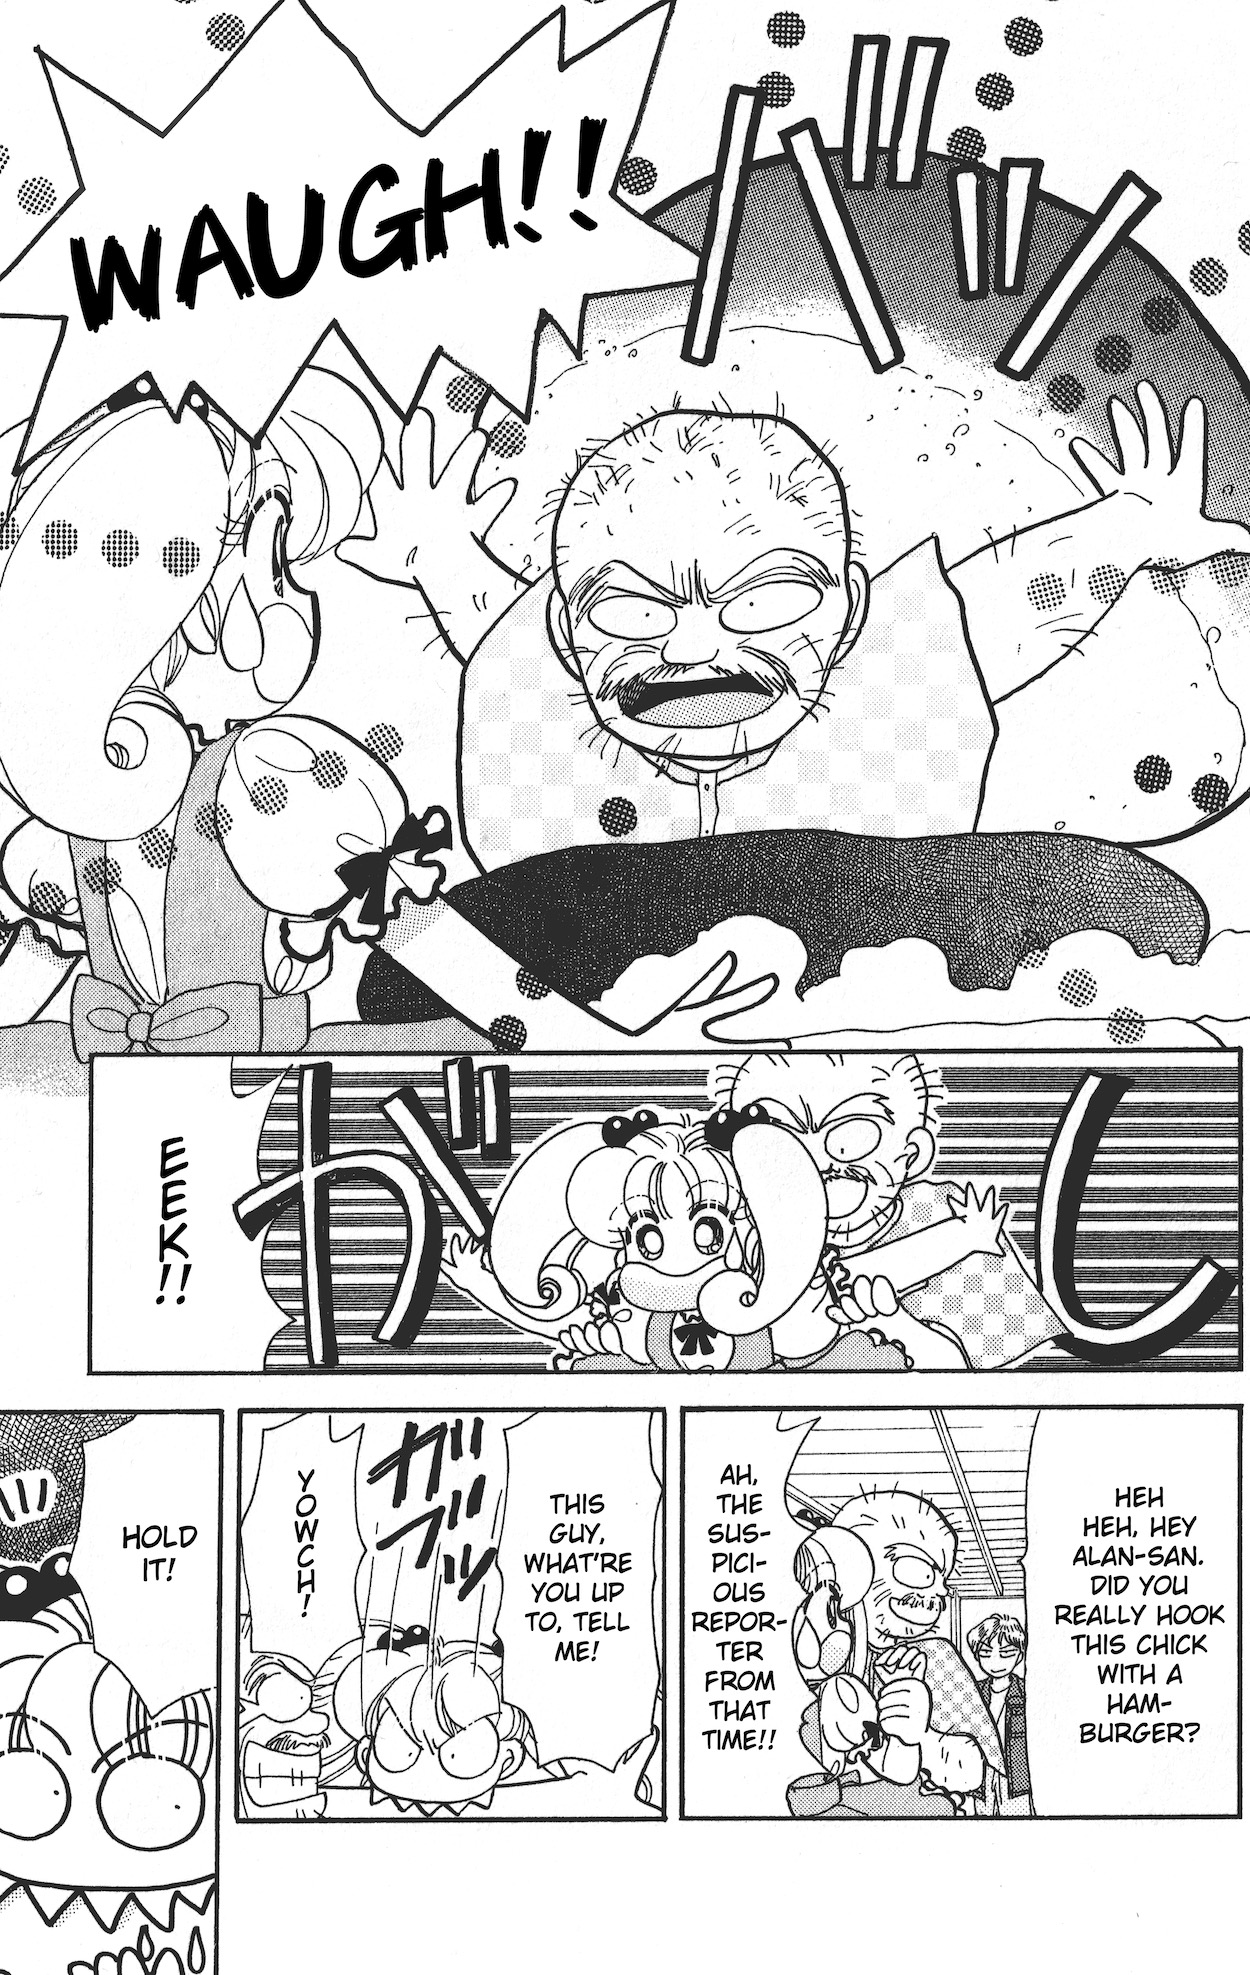 WAUGH!!
バッ
がばし
EEK!!
HEH
HEH, HEY
ALAN-SAN.
DID YOU
REALLY HOOK
THIS CHICK
WITH A
HAM-
BURGER?
AH,
THE
SUS-
PICI-
OUS
REPOR-
TER
FROM
THAT
TIME!!
THIS
GUY,
WHAT'RE
YOU UP
TO, TELL
ME!
ガブッ
YOWCH!
HOLD
IT!